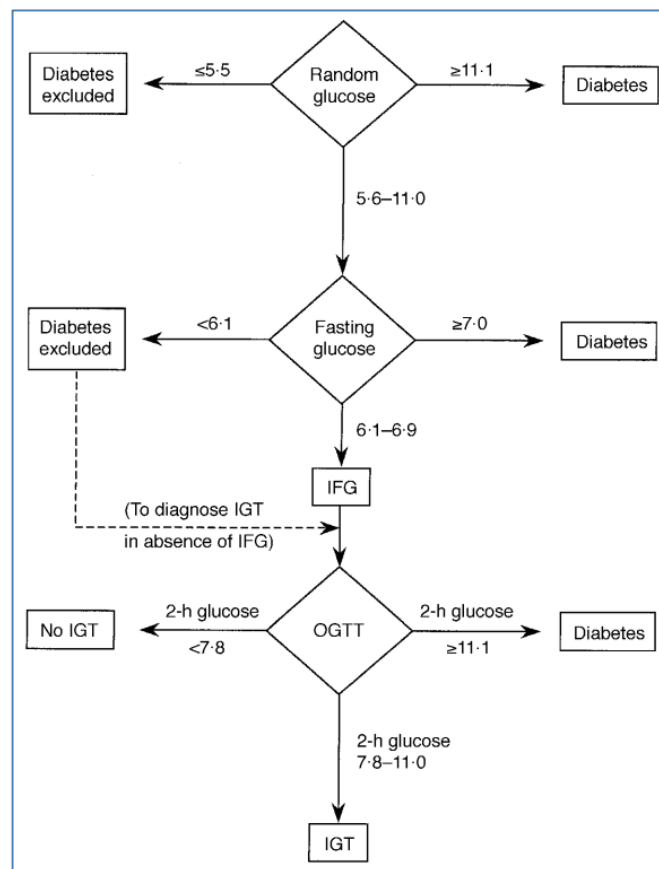 Diabetes
excluded
≤5·5
Random
glucose
≥11·1
Diabetes
5·6–11·0
Diabetes
excluded
<6·1
Fasting
glucose
≥7·0
Diabetes
6·1–6·9
IFG
(To diagnose IGT
in absence of IFG)
No IGT
2-h glucose
<7·8
OGTT
2-h glucose
≥11·1
Diabetes
2-h glucose
7·8–11·0
IGT